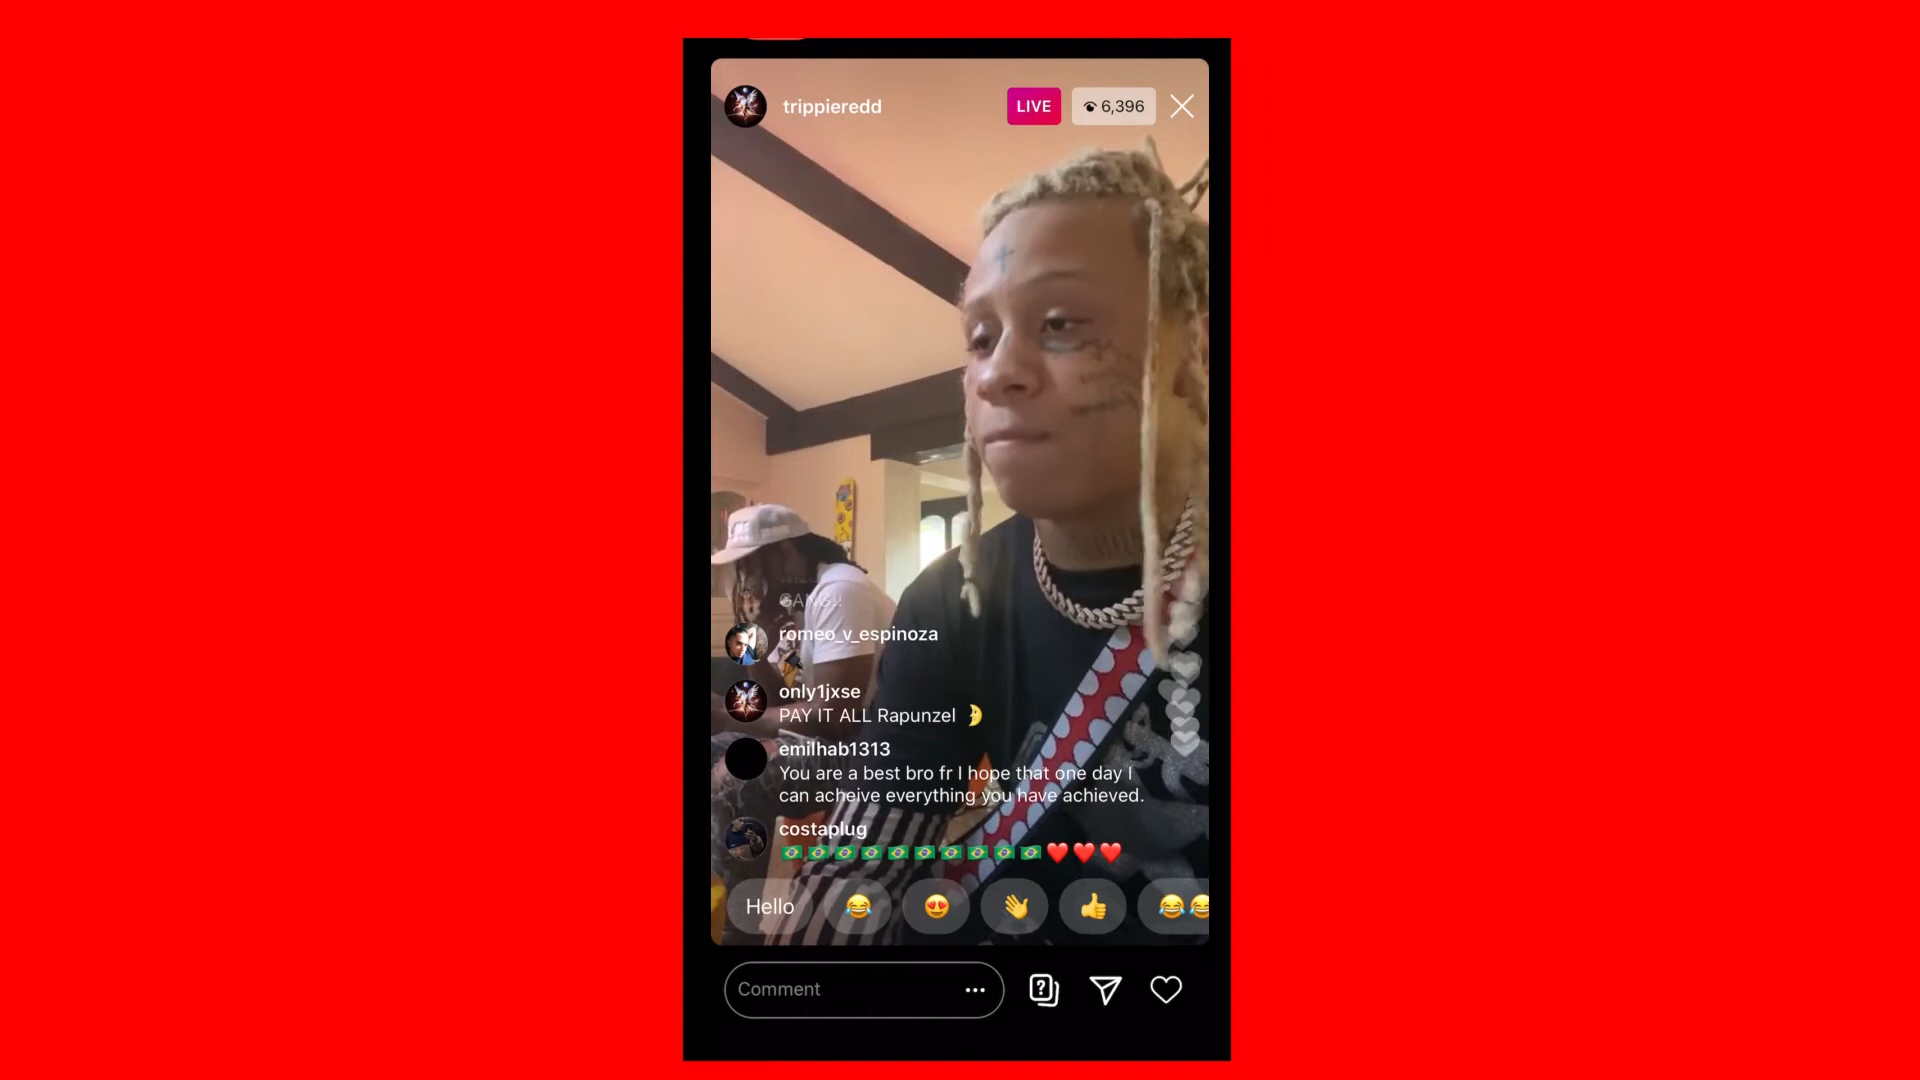 trippieredd
LIVE
6,396
GANG!!
romeo_v_espinoza
only1jxse
PAY IT ALL Rapunzel 🌛
emilhab1313
You are a best bro fr I hope that one day I
can acheive everything you have achieved.
costaplug
🇧🇷🇧🇷🇧🇷🇧🇷🇧🇷🇧🇷🇧🇷🇧🇷🇧🇷🇧🇷❤️❤️❤️
Hello 😂 😍 👋 👍 😂😂
Comment